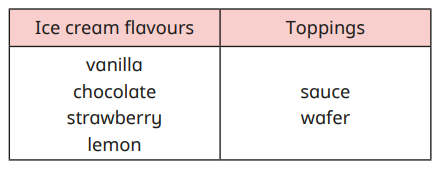 Ice cream flavours Toppings
vanilla
chocolate sauce
strawberry wafer
lemon